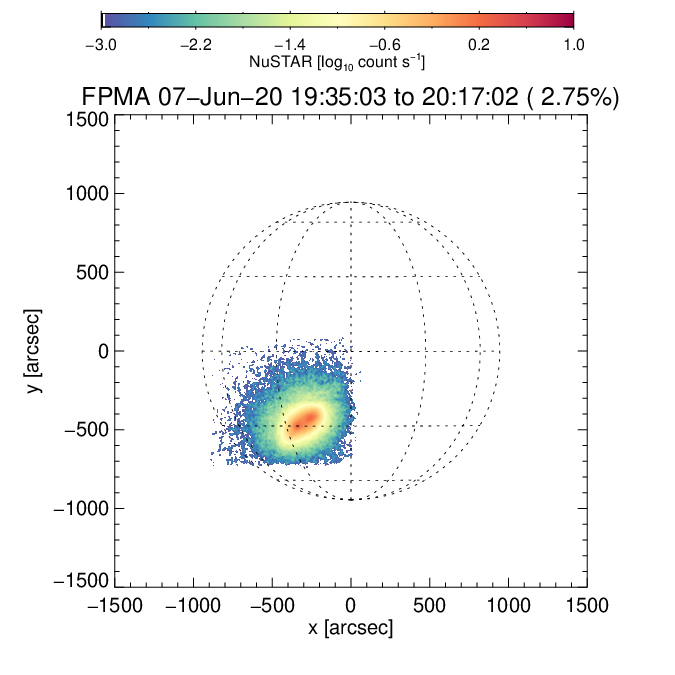 −3.0 −2.2 −1.4 −0.6 0.2 1.0
NuSTAR [log₁₀ count s⁻¹]
FPMA 07−Jun−20 19:35:03 to 20:17:02 ( 2.75%)
1500
1000
500
0
−500
−1000
−1500
y [arcsec]
−1500 −1000 −500 0 500 1000 1500
x [arcsec]